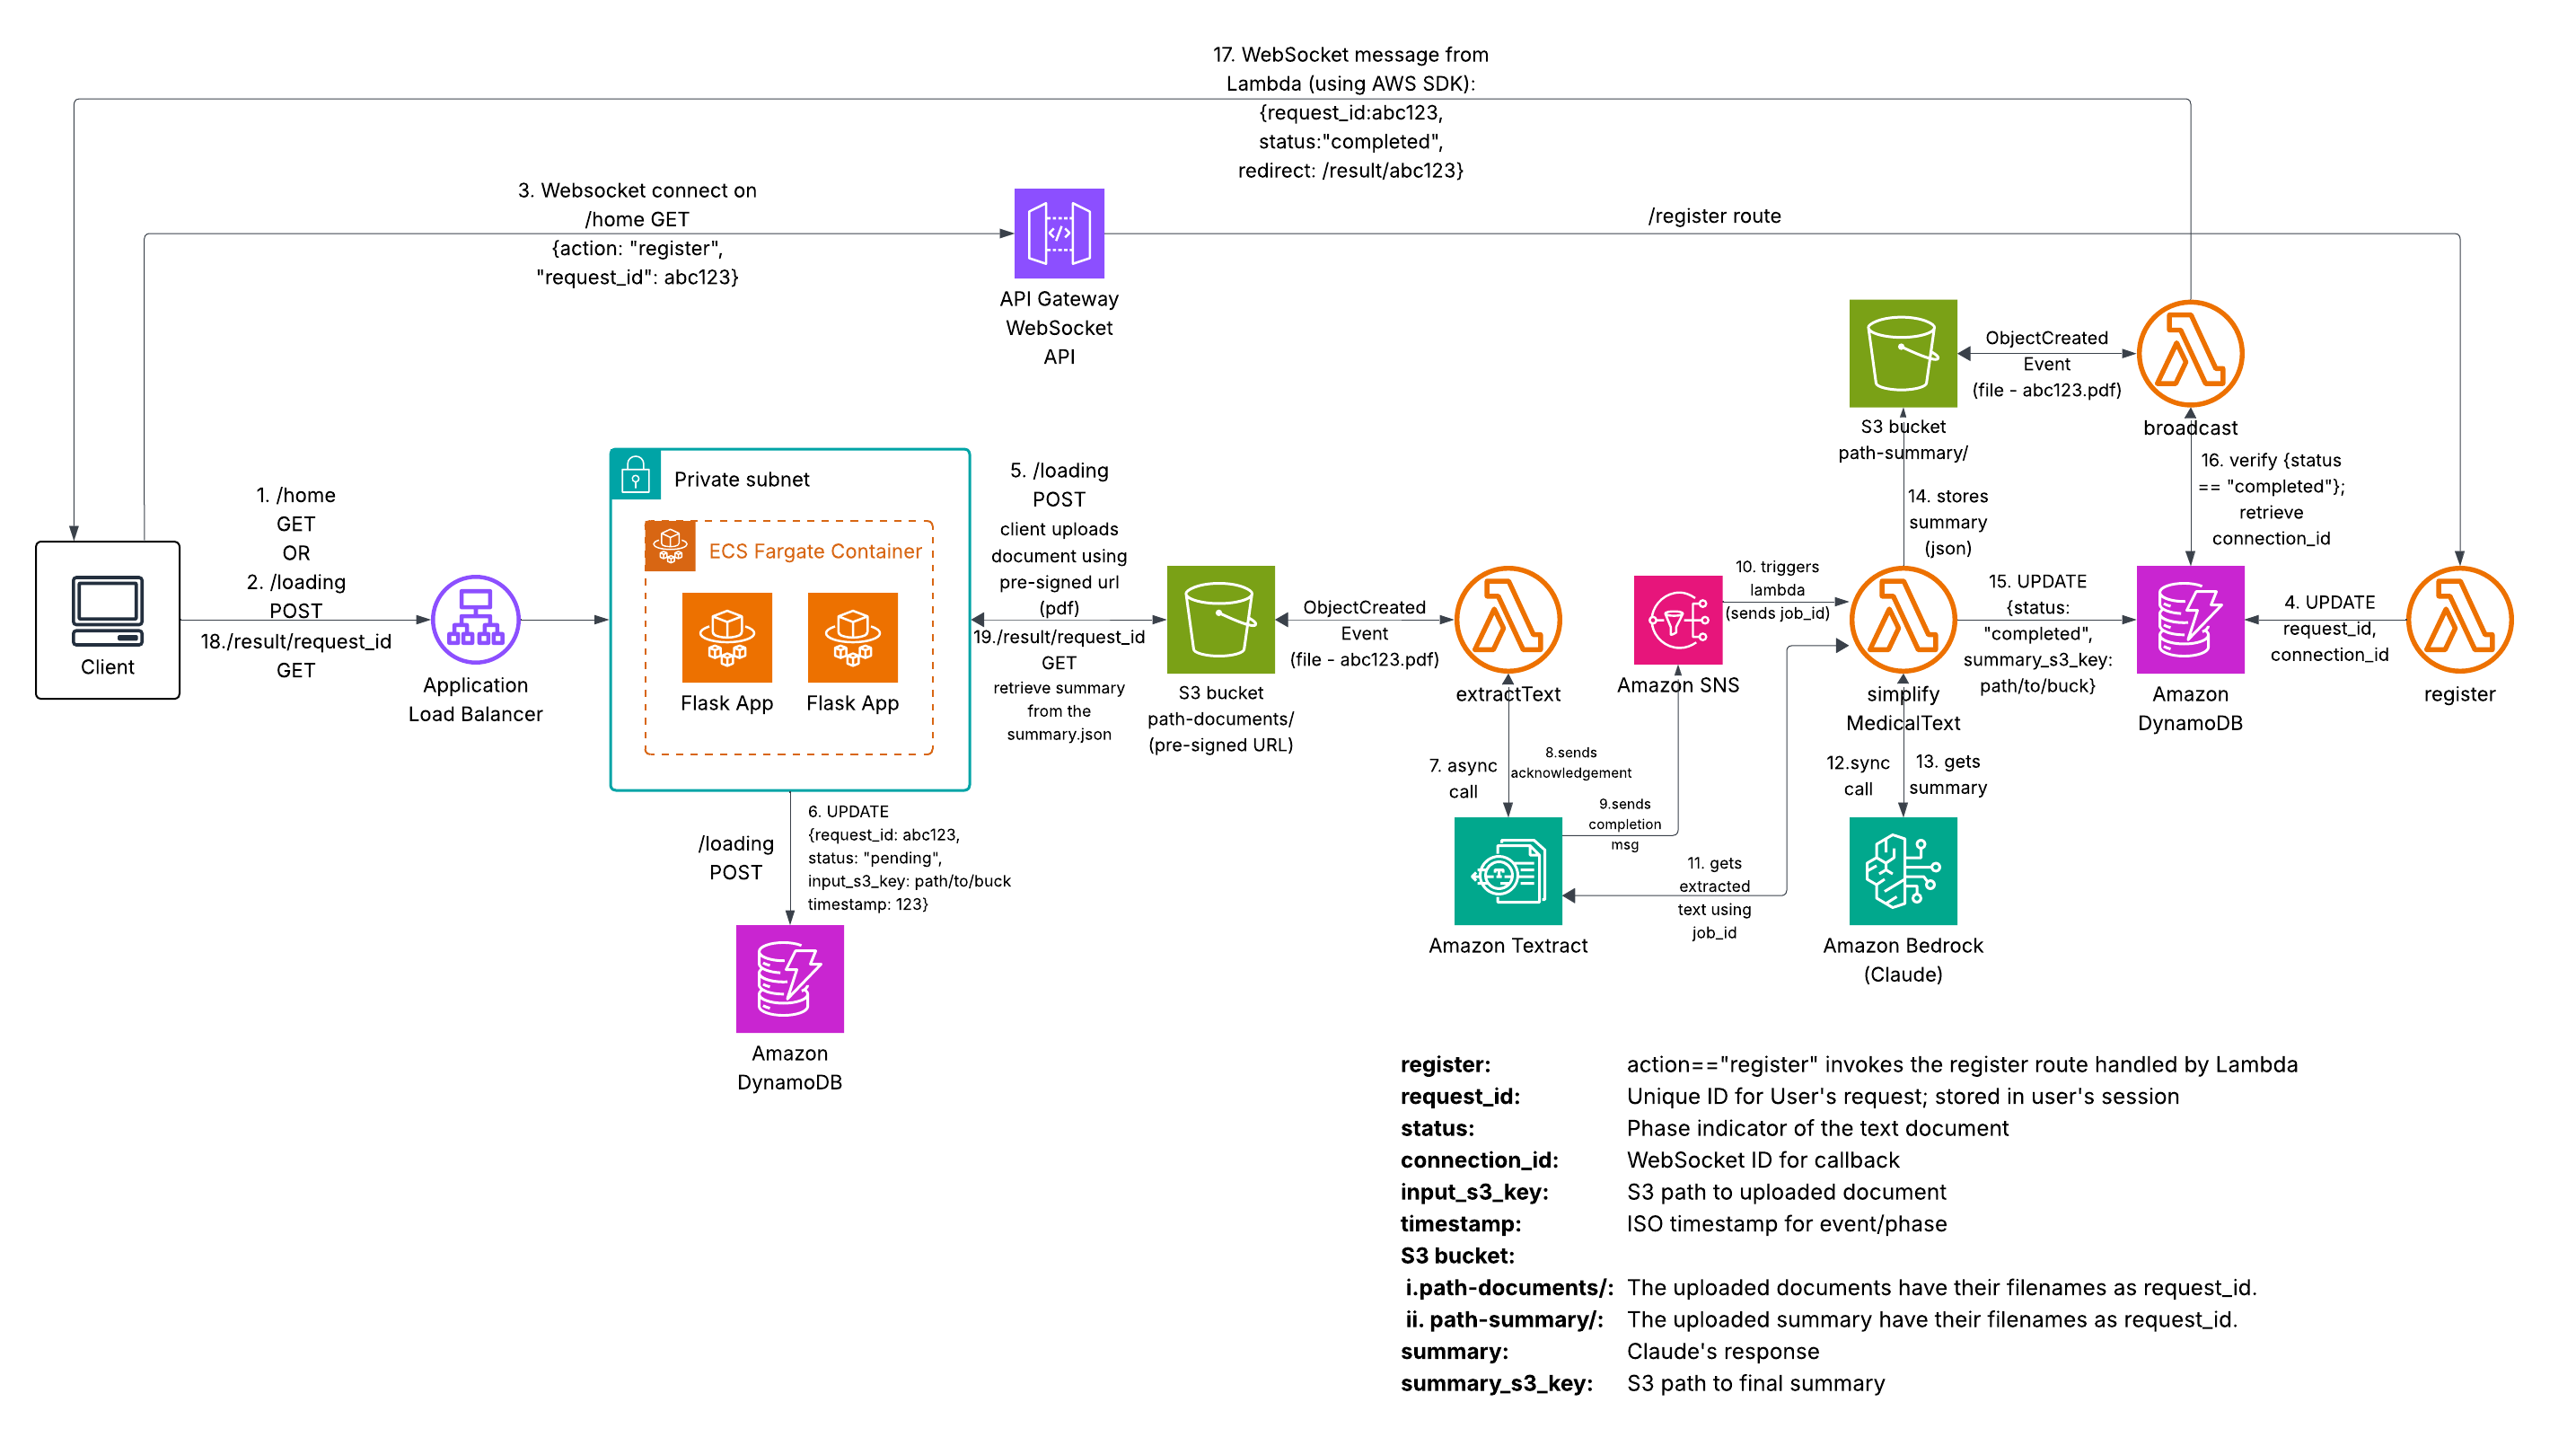 17. WebSocket message from
Lambda (using AWS SDK):
{request_id:abc123,
status:"completed",
redirect: /result/abc123}
3. Websocket connect on
/home GET
{action: "register",
"request_id": abc123}
API Gateway
WebSocket
API
/register route
1. /home
GET
OR
2. /loading
POST
18./result/request_id
GET
Client
Application
Load Balancer
Private subnet
ECS Fargate Container
Flask App
Flask App
5. /loading
POST
client uploads
document using
pre-signed url
(pdf)
19./result/request_id
GET
retrieve summary
from the
summary.json
/loading
POST
6. UPDATE
{request_id: abc123,
status: "pending",
input_s3_key: path/to/buck
timestamp: 123}
Amazon
DynamoDB
S3 bucket
path-documents/
(pre-signed URL)
ObjectCreated
Event
(file - abc123.pdf)
extractText
7. async
call
8.sends
acknowledgement
Amazon Textract
9.sends
completion
msg
Amazon SNS
10. triggers
lambda
(sends job_id)
11. gets
extracted
text using
job_id
simplify
MedicalText
12.sync
call
13. gets
summary
Amazon Bedrock
(Claude)
14. stores
summary
(json)
S3 bucket
path-summary/
ObjectCreated
Event
(file - abc123.pdf)
broadcast
15. UPDATE
{status:
"completed",
summary_s3_key:
path/to/buck}
16. verify {status
== "completed"};
retrieve
connection_id
Amazon
DynamoDB
4. UPDATE
request_id,
connection_id
register
register: action=="register" invokes the register route handled by Lambda
request_id: Unique ID for User's request; stored in user's session
status: Phase indicator of the text document
connection_id: WebSocket ID for callback
input_s3_key: S3 path to uploaded document
timestamp: ISO timestamp for event/phase
S3 bucket:
i.path-documents/: The uploaded documents have their filenames as request_id.
ii. path-summary/: The uploaded summary have their filenames as request_id.
summary: Claude's response
summary_s3_key: S3 path to final summary